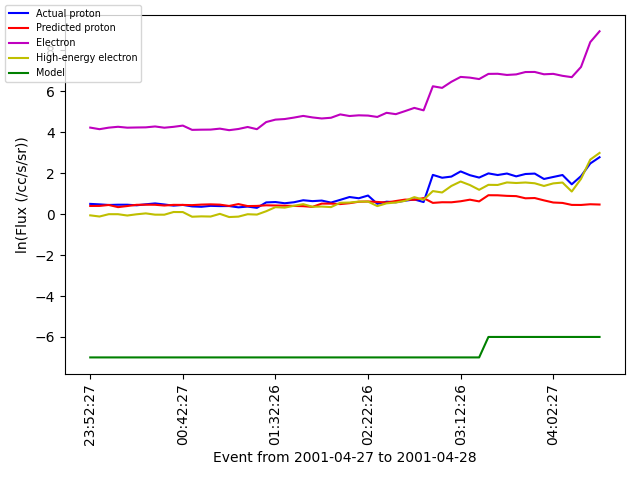 Actual proton
Predicted proton
Electron
High-energy electron
Model
8
6
4
2
0
−2
−4
−6
ln(Flux (/cc/s/sr))
23:52:27
00:42:27
01:32:26
02:22:26
03:12:26
04:02:27
Event from 2001-04-27 to 2001-04-28